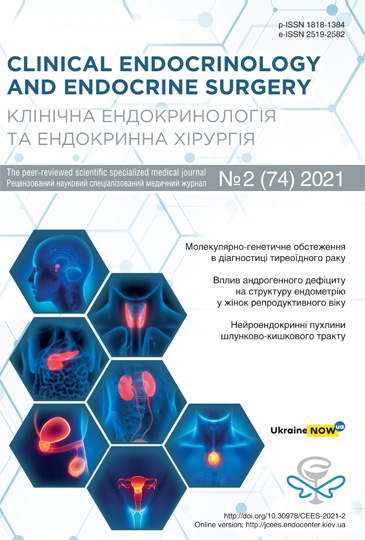 p-ISSN 1818-1384
e-ISSN 2519-2582
CLINICAL ENDOCRINOLOGY
AND ENDOCRINE SURGERY
КЛІНІЧНА ЕНДОКРИНОЛОГІЯ
ТА ЕНДОКРИННА ХІРУРГІЯ
The peer-reviewed scientific specialized medical journal
Рецензований науковий спеціалізований медичний журнал
№ 2 (74) 2021
Молекулярно-генетичне обстеження
в діагностиці тиреоїдного раку
Вплив андрогенного дефіциту
на структуру ендометрію
у жінок репродуктивного віку
Нейроендокринні пухлини
шлунково-кишкового тракту
Ukraine NOW ua
http://doi.org/10.30978/CEES-2021-2
Online version: http://jcees.endocenter.kiev.ua